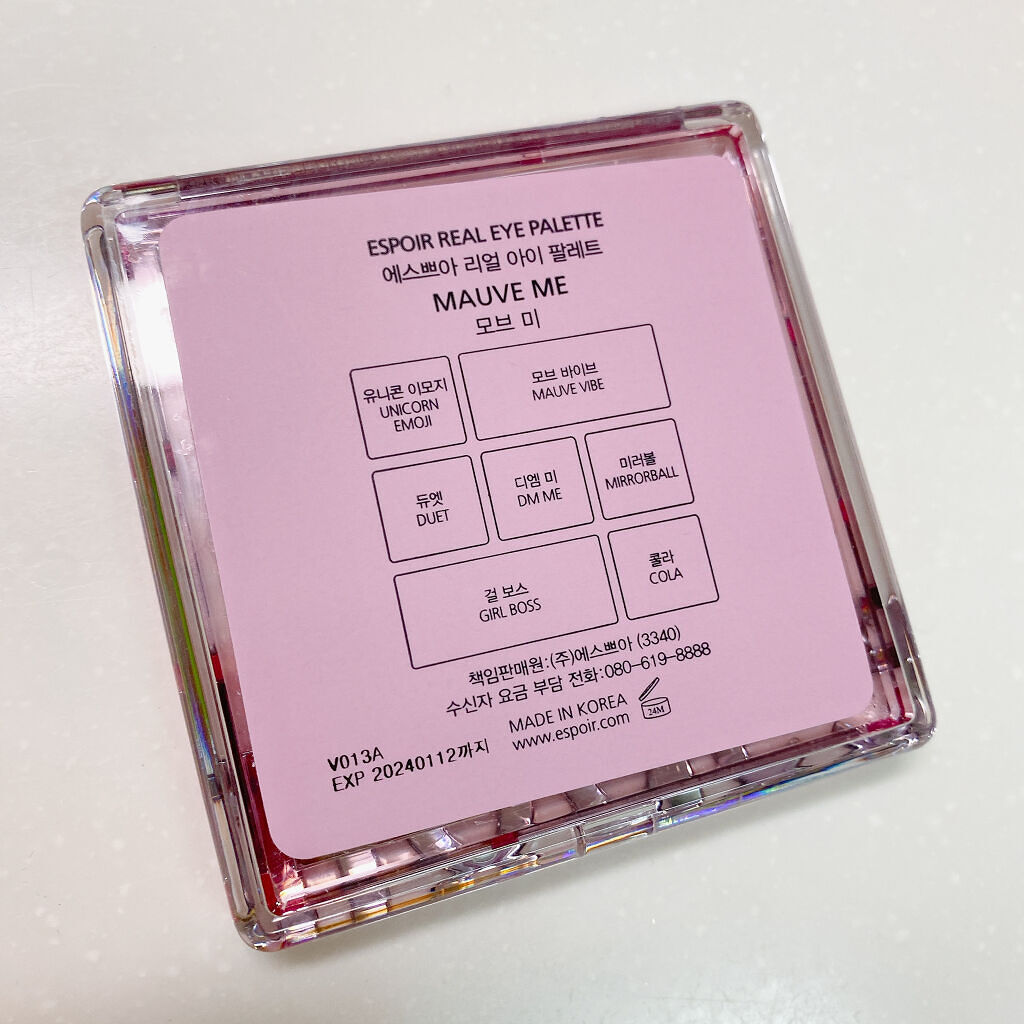 ESPOIR REAL EYE PALETTE
에스쁘아 리얼 아이 팔레트
MAUVE ME
모브 미
유니콘 이모지
UNICORN
EMOJI
모브 바이브
MAUVE VIBE
듀엣
DUET
디엠 미
DM ME
미러볼
MIRRORBALL
걸 보스
GIRL BOSS
콜라
COLA
책임판매원:(주)에스쁘아 (3340)
수신자 요금 부담 전화:080-619-8888
MADE IN KOREA
www.espoir.com
24M
V013A
EXP 20240112까지